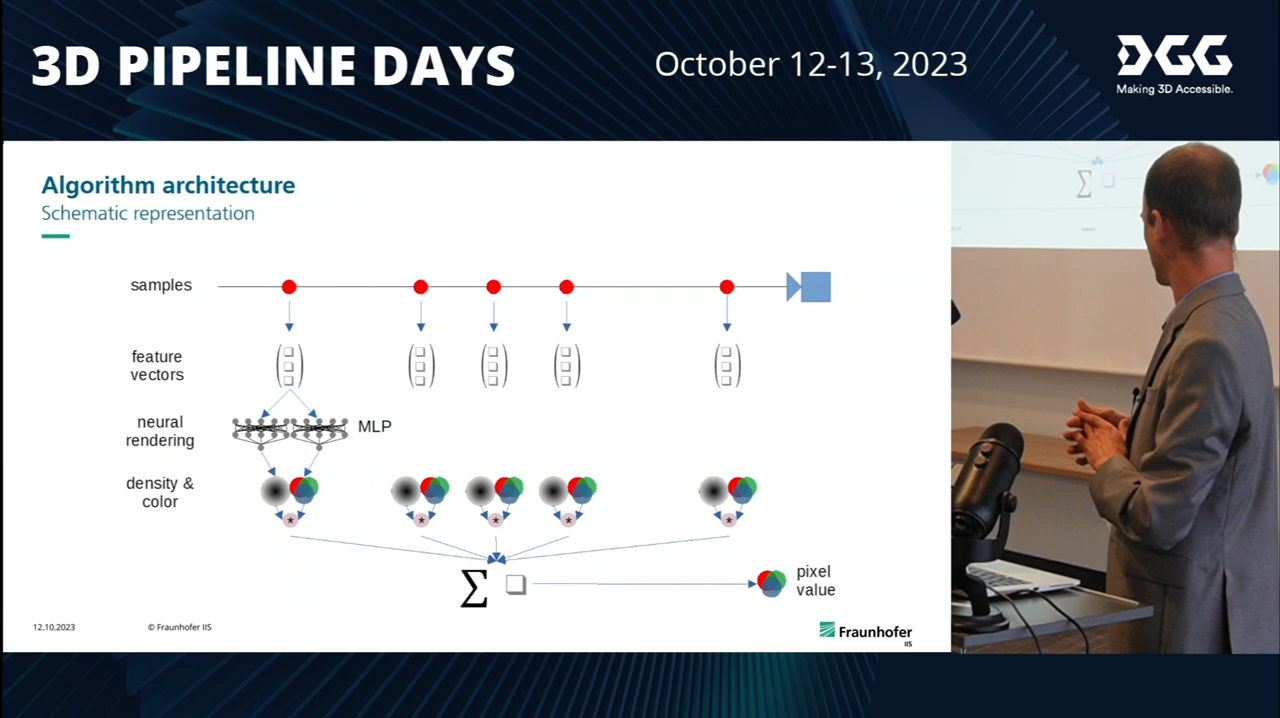 3D PIPELINE DAYS
October 12-13, 2023
DGG
Making 3D Accessible.
Algorithm architecture
Schematic representation
samples
feature
vectors
neural
rendering
MLP
density &
color
* * * * *
∑
pixel
value
12.10.2023
© Fraunhofer IIS
Fraunhofer
IIS
∑